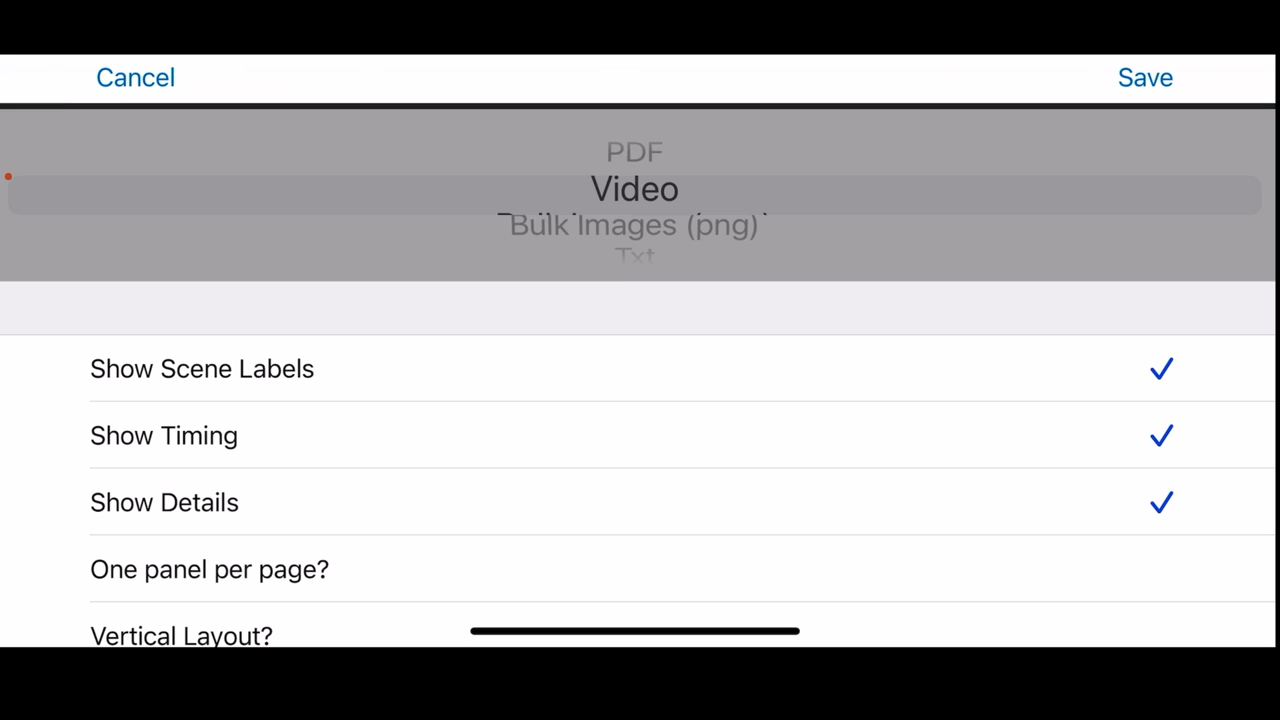 Cancel
Save
PDF
Video
Bulk Images (png)
Txt
Show Scene Labels
Show Timing
Show Details
One panel per page?
Vertical Layout?